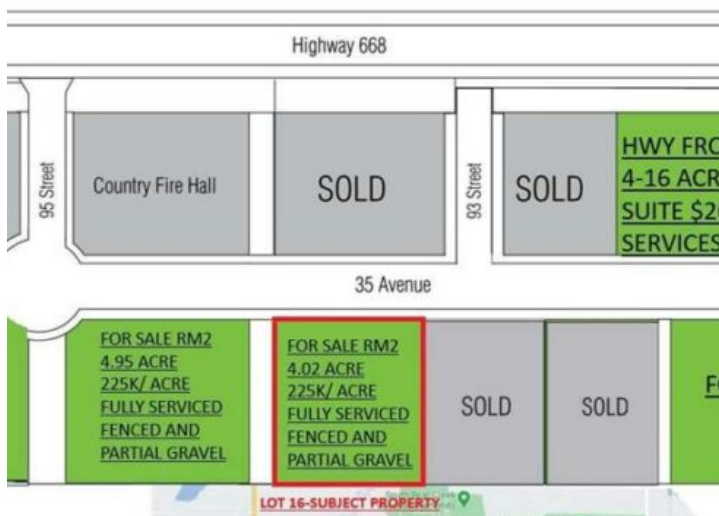 Highway 668
95 Street
Country Fire Hall
SOLD
93 Street
SOLD
HWY FRO
4-16 ACR
SUITE $2
SERVICES
35 Avenue
FOR SALE RM2
4.95 ACRE
225K/ ACRE
FULLY SERVICED
FENCED AND
PARTIAL GRAVEL
FOR SALE RM2
4.02 ACRE
225K/ ACRE
FULLY SERVICED
FENCED AND
PARTIAL GRAVEL
SOLD
SOLD
LOT 16-SUBJECT PROPERTY